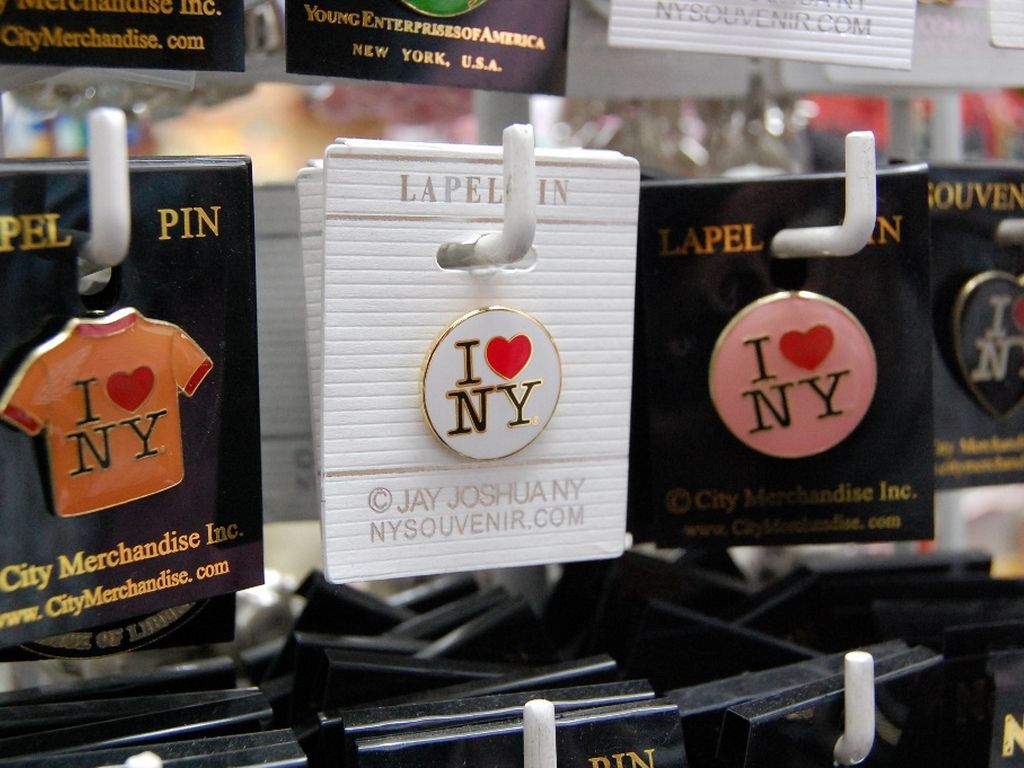 Merchandise Inc.
CityMerchandise. com
YOUNG ENTERPRISES OF AMERICA
NEW YORK, U.S.A.
NYSOUVENIR.COM
PEL PIN
I ❤
NY
City Merchandise Inc.
www. CityMerchandise. com
LAPEL IN
I ❤
NY
© JAY JOSHUA NY
NYSOUVENIR.COM
LAPEL IN
I ❤
NY
© City Merchandise Inc.
www. CityMerchandise. com
SOUVEN
I
N
PIN